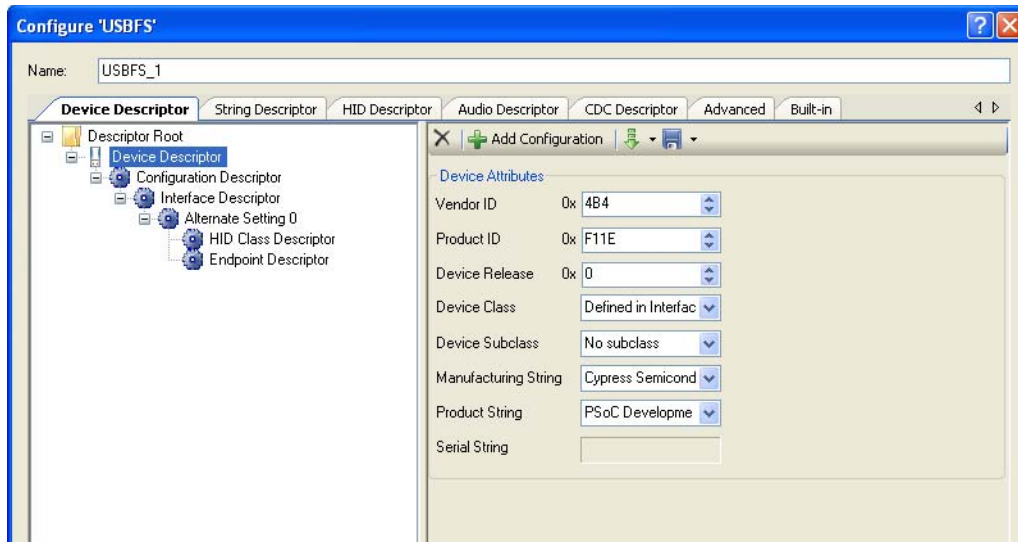 Configure 'USBFS'
Name: USBFS_1
Device Descriptor String Descriptor HID Descriptor Audio Descriptor CDC Descriptor Advanced Built-in
Descriptor Root
Device Descriptor
Configuration Descriptor
Interface Descriptor
Alternate Setting 0
HID Class Descriptor
Endpoint Descriptor
Add Configuration
Device Attributes
Vendor ID 0x 4B4
Product ID 0x F11E
Device Release 0x 0
Device Class Defined in Interfac
Device Subclass No subclass
Manufacturing String Cypress Semicond
Product String PSoC Developme
Serial String